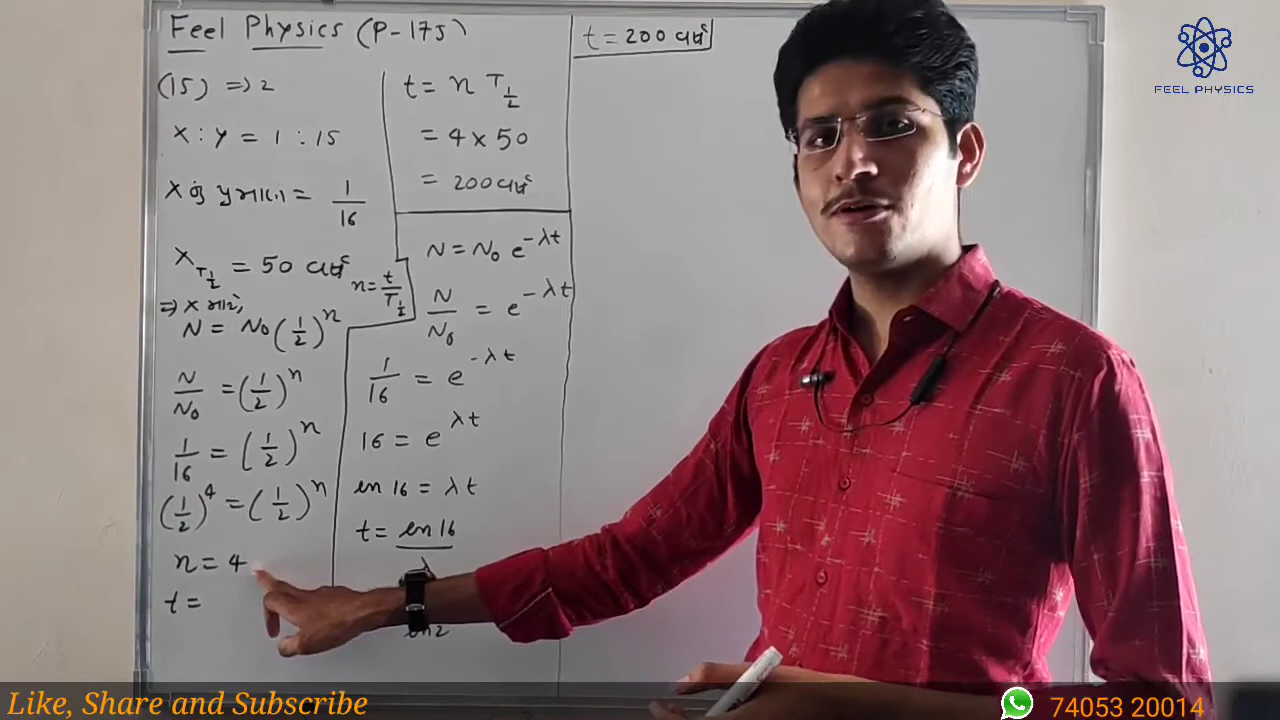 Feel Physics (P-175)
(15) ⇒ 2
X : Y = 1 : 15
X નું પ્રમાણ = 1/16
X T1/2 = 50 વર્ષ
⇒ X માટે,
N = N0 (1/2)^n
N/N0 = (1/2)^n
1/16 = (1/2)^n
(1/2)^4 = (1/2)^n
n = 4
t =
t = n T1/2
= 4 x 50
= 200 વર્ષ
n = t/T1/2
N = N0 e^-λt
N/N0 = e^-λt
1/16 = e^-λt
16 = e^λt
ln 16 = λt
t = ln 16 / λ
ln 2
t = 200 વર્ષ
FEEL PHYSICS
Like, Share and Subscribe
74053 20014